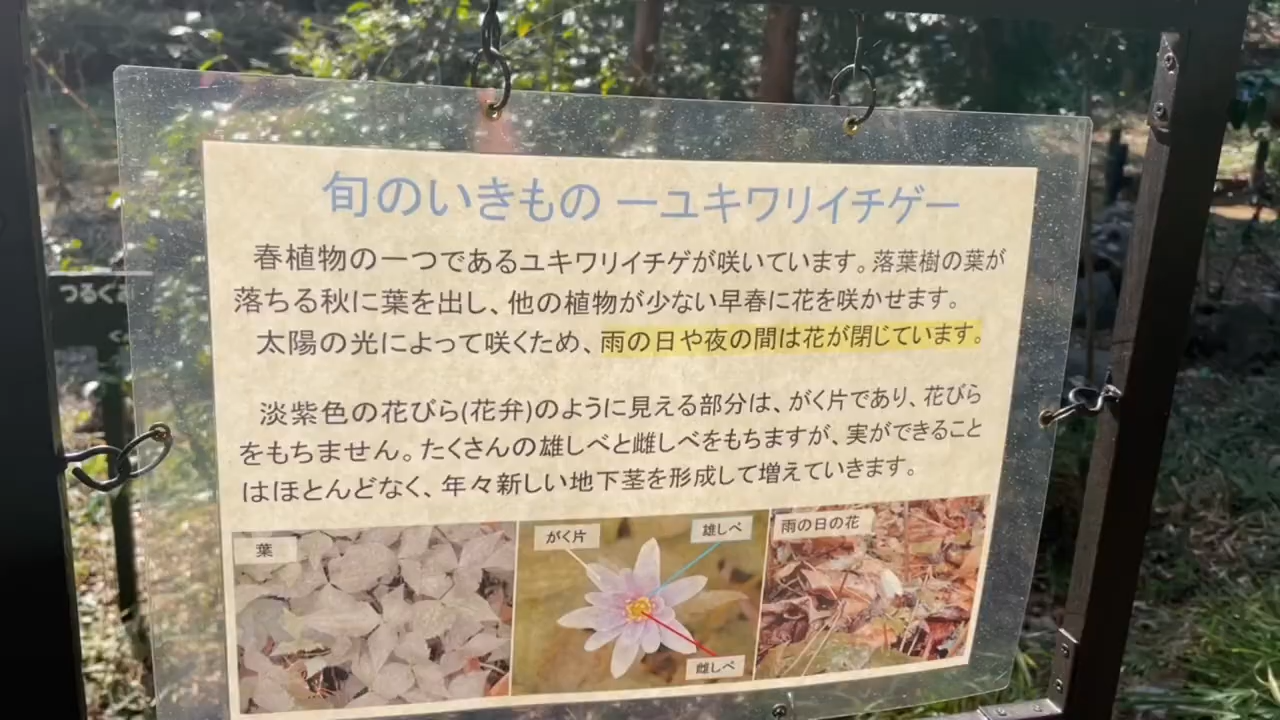 旬のいきもの ーユキワリイチゲー
春植物の一つであるユキワリイチゲが咲いています。落葉樹の葉が
落ちる秋に葉を出し、他の植物が少ない早春に花を咲かせます。
太陽の光によって咲くため、雨の日や夜の間は花が閉じています。
淡紫色の花びら(花弁)のように見える部分は、がく片であり、花びら
をもちません。たくさんの雄しべと雌しべをもちますが、実ができること
はほとんどなく、年々新しい地下茎を形成して増えていきます。
葉
がく片
雄しべ
雌しべ
雨の日の花
つるく